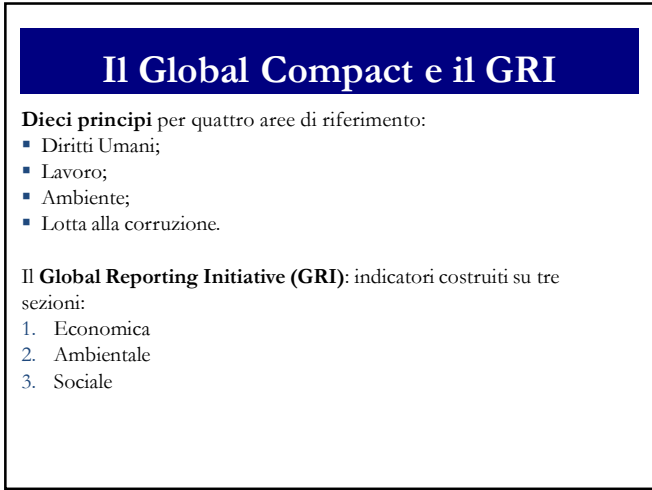 Il Global Compact e il GRI
Dieci principi per quattro aree di riferimento:
▪ Diritti Umani;
▪ Lavoro;
▪ Ambiente;
▪ Lotta alla corruzione.
Il Global Reporting Initiative (GRI): indicatori costruiti su tre
sezioni:
1. Economica
2. Ambientale
3. Sociale